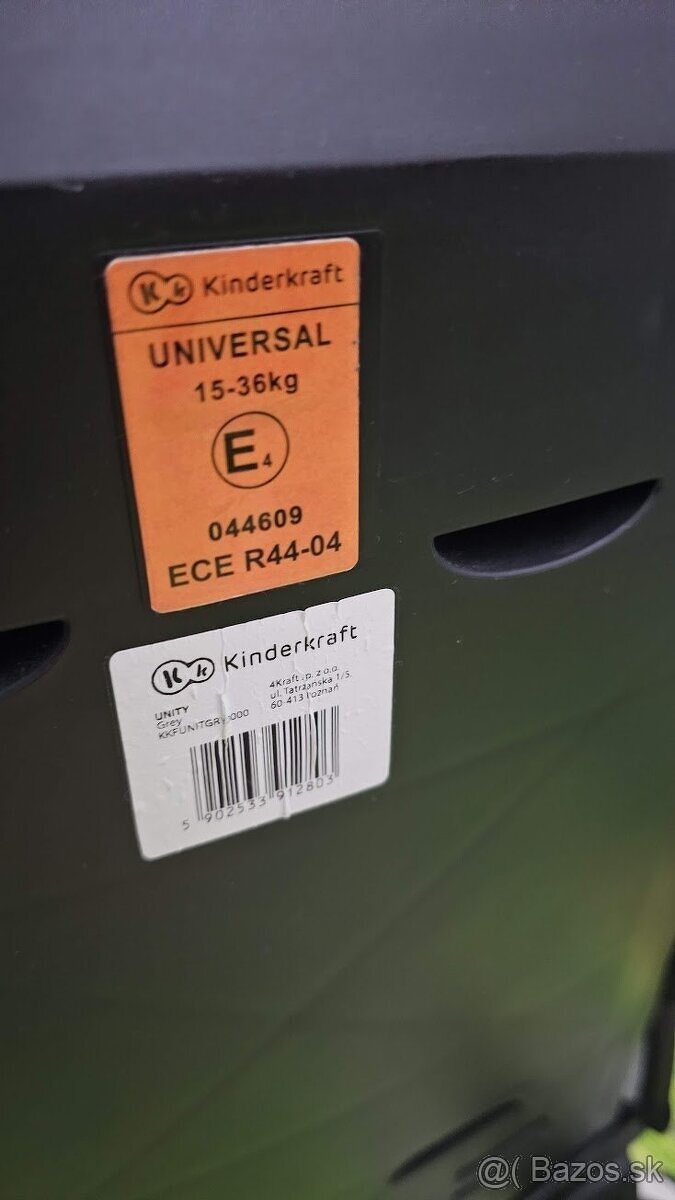 Kinderkraft
UNIVERSAL
15-36kg
E4
044609
ECE R44-04
Kinderkraft
UNITY
Grey
4Kraft
ul. Tatrzańska 1/5,
60-413 Poznań
5 902533 912803
@( Bazos.sk